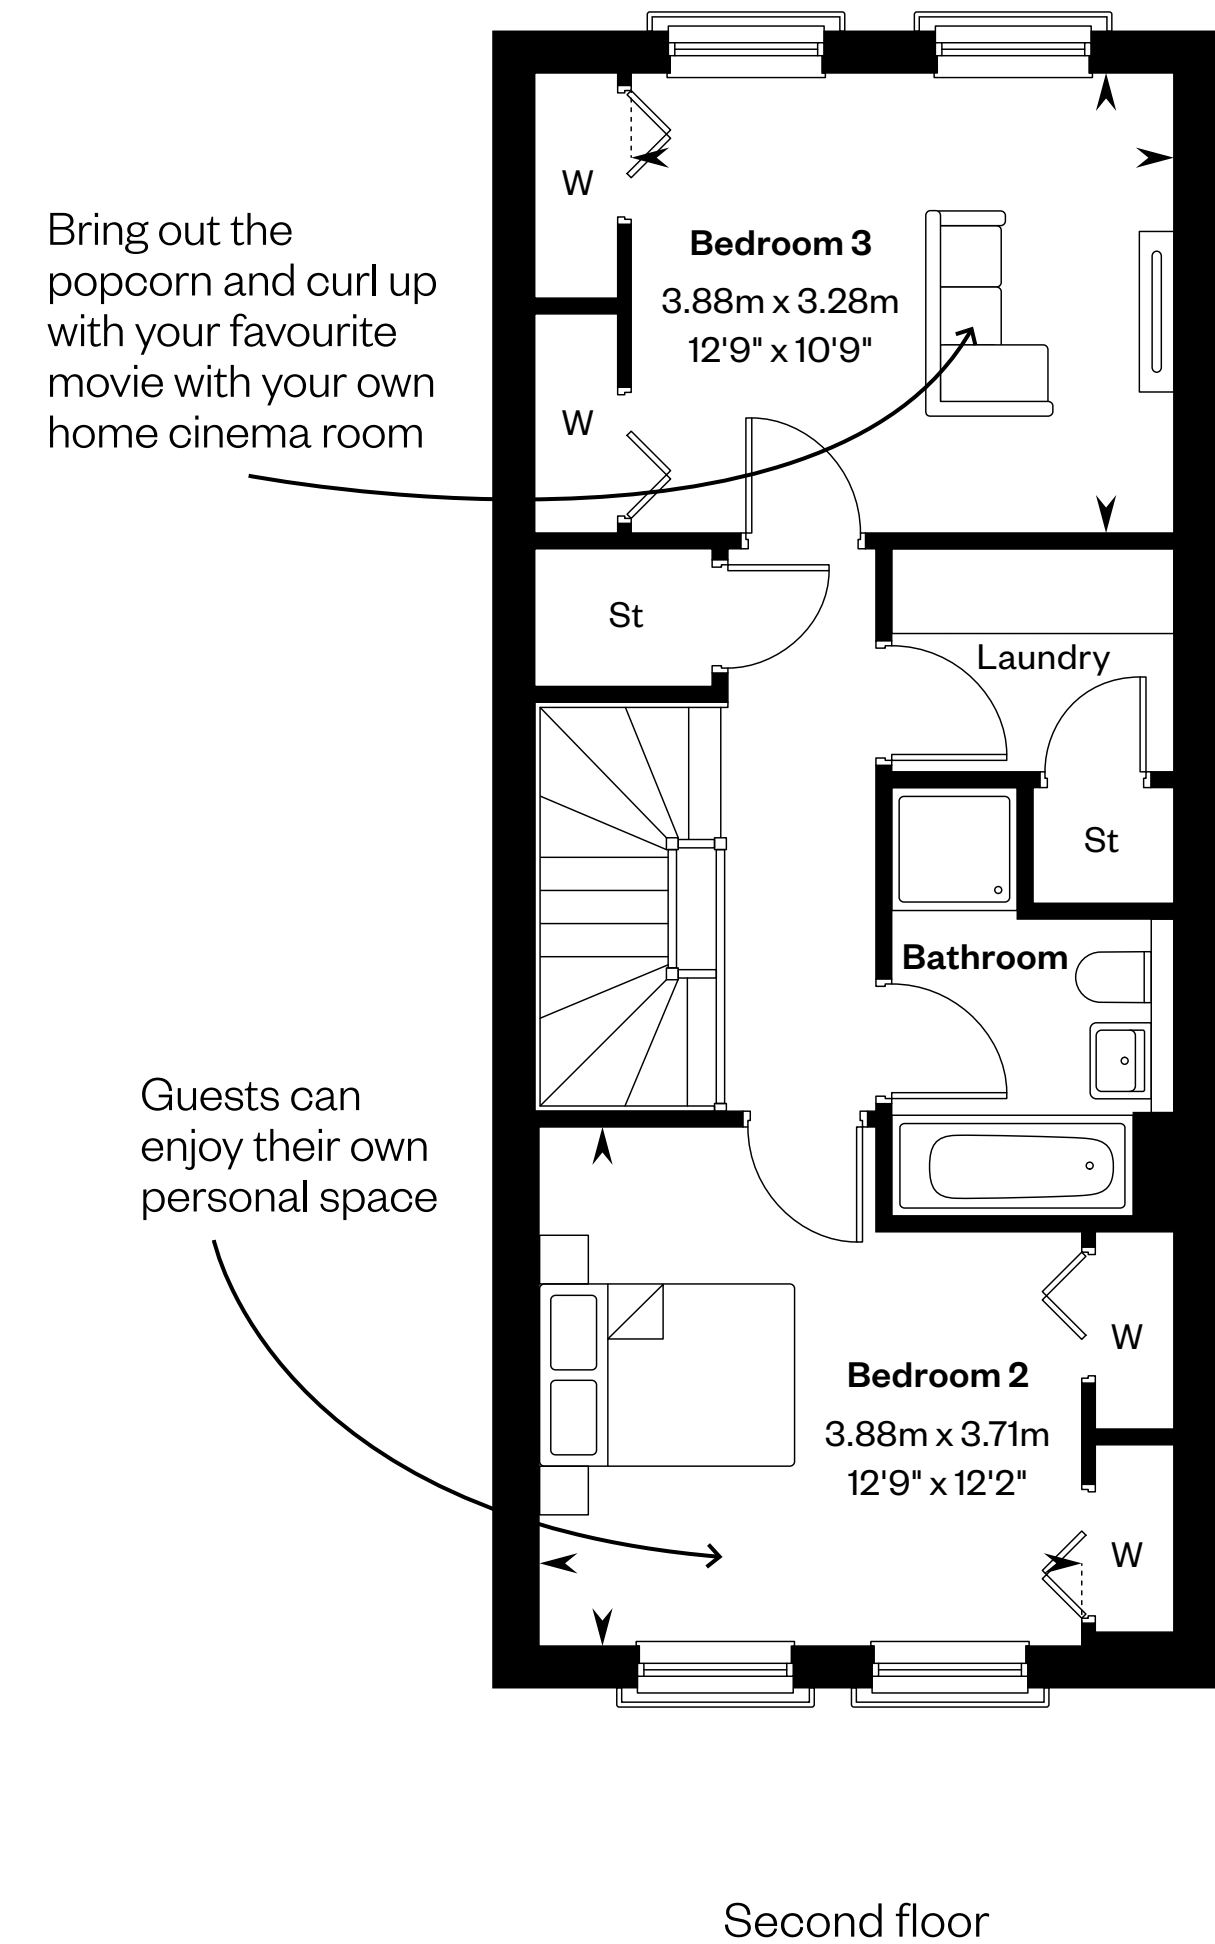 Bring out the
popcorn and curl up
with your favourite
movie with your own
home cinema room
W
Bedroom 3
3.88m x 3.28m
12'9" x 10'9"
W
St
Laundry
St
Bathroom
Guests can
enjoy their own
personal space
W
Bedroom 2
3.88m x 3.71m
12'9" x 12'2"
W
Second floor